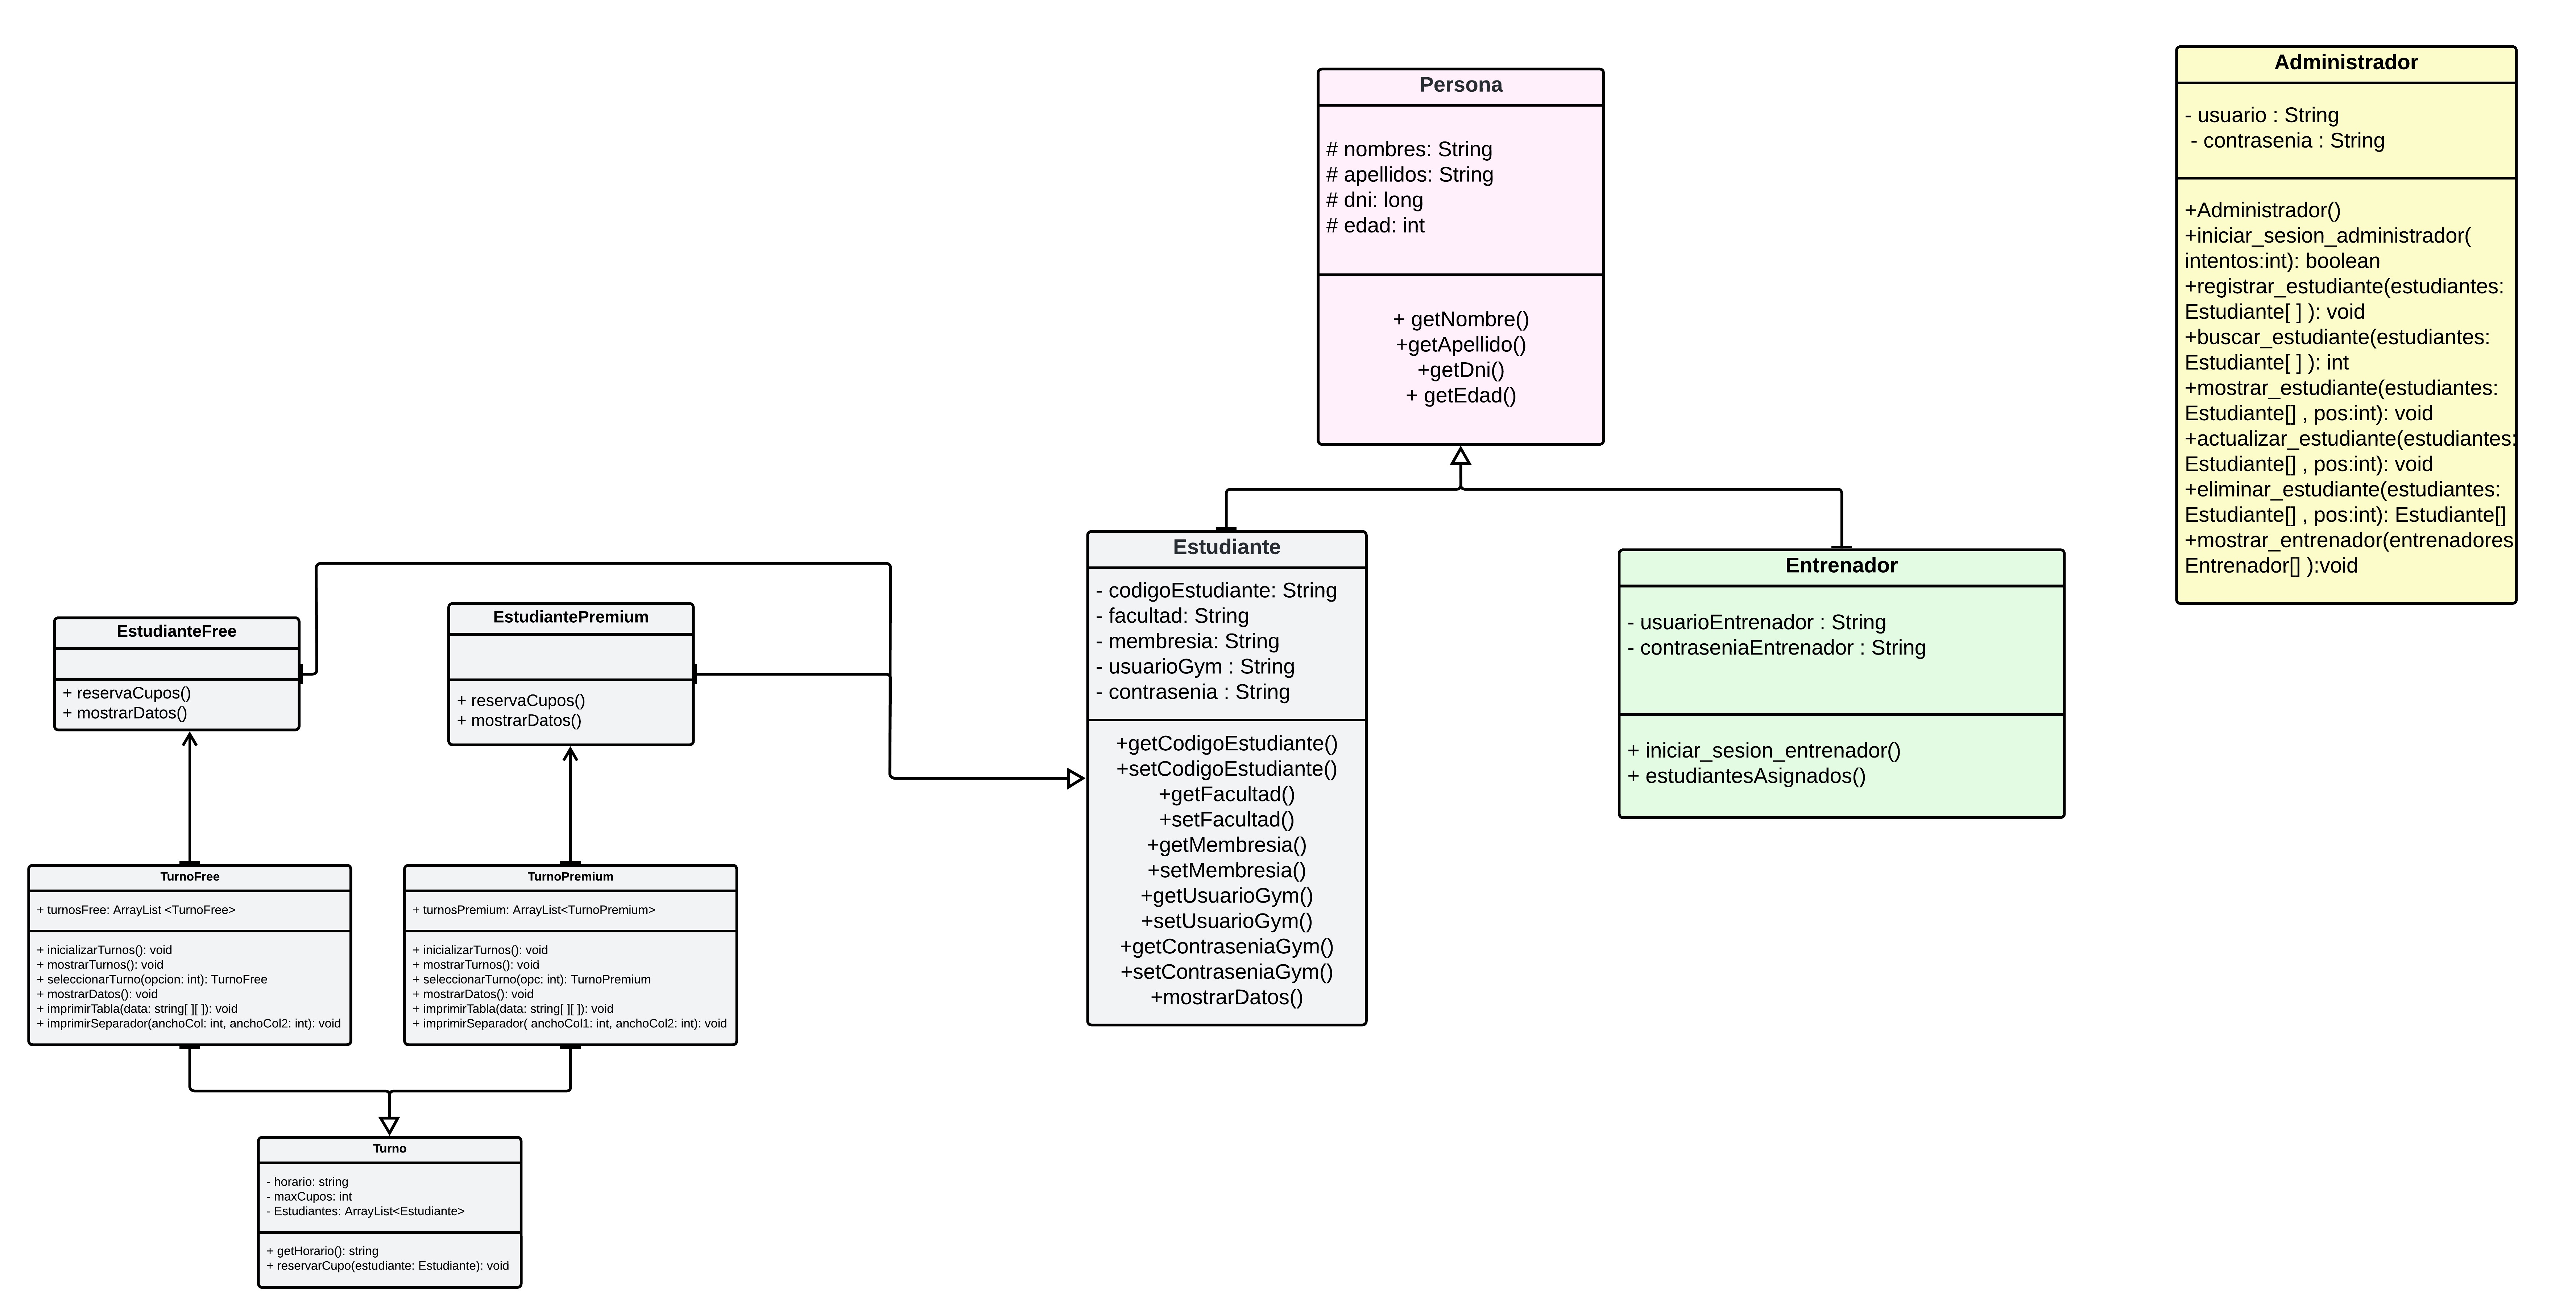 Persona
# nombres: String
# apellidos: String
# dni: long
# edad: int
+ getNombre()
+getApellido()
+getDni()
+ getEdad()
Administrador
- usuario : String
- contrasenia : String
+Administrador()
+iniciar_sesion_administrador(
intentos:int): boolean
+registrar_estudiante(estudiantes:
Estudiante[ ] ): void
+buscar_estudiante(estudiantes:
Estudiante[ ] ): int
+mostrar_estudiante(estudiantes:
Estudiante[] , pos:int): void
+actualizar_estudiante(estudiantes:
Estudiante[] , pos:int): void
+eliminar_estudiante(estudiantes:
Estudiante[] , pos:int): Estudiante[]
+mostrar_entrenador(entrenadores
Entrenador[] ):void
Estudiante
- codigoEstudiante: String
- facultad: String
- membresia: String
- usuarioGym : String
- contrasenia : String
+getCodigoEstudiante()
+setCodigoEstudiante()
+getFacultad()
+setFacultad()
+getMembresia()
+setMembresia()
+getUsuarioGym()
+setUsuarioGym()
+getContraseniaGym()
+setContraseniaGym()
+mostrarDatos()
Entrenador
- usuarioEntrenador : String
- contraseniaEntrenador : String
+ iniciar_sesion_entrenador()
+ estudiantesAsignados()
EstudianteFree
+ reservaCupos()
+ mostrarDatos()
EstudiantePremium
+ reservaCupos()
+ mostrarDatos()
TurnoFree
+ turnosFree: ArrayList <TurnoFree>
+ inicializarTurnos(): void
+ mostrarTurnos(): void
+ seleccionarTurno(opcion: int): TurnoFree
+ mostrarDatos(): void
+ imprimirTabla(data: string[ ][ ]): void
+ imprimirSeparador(anchoCol: int, anchoCol2: int): void
TurnoPremium
+ turnosPremium: ArrayList<TurnoPremium>
+ inicializarTurnos(): void
+ mostrarTurnos(): void
+ seleccionarTurno(opc: int): TurnoPremium
+ mostrarDatos(): void
+ imprimirTabla(data: string[ ][ ]): void
+ imprimirSeparador( anchoCol1: int, anchoCol2: int): void
Turno
- horario: string
- maxCupos: int
- Estudiantes: ArrayList<Estudiante>
+ getHorario(): string
+ reservarCupo(estudiante: Estudiante): void